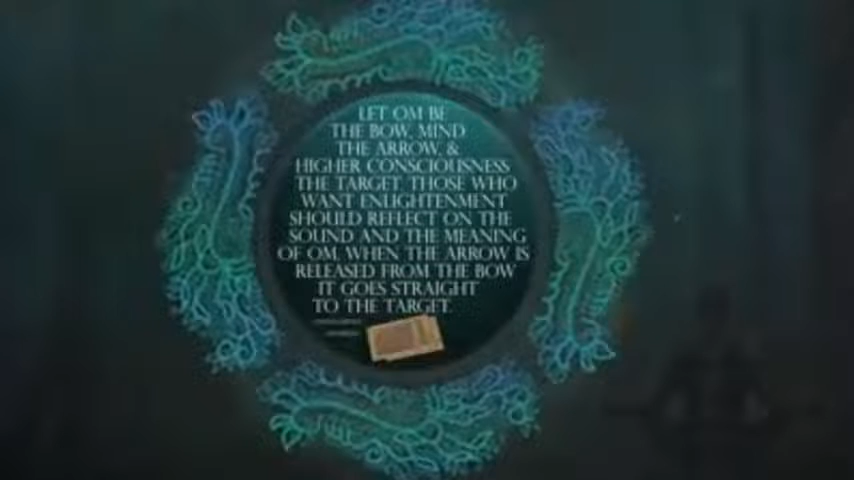 LET OM BE
THE BOW, MIND
THE ARROW, &
HIGHER CONSCIOUSNESS
THE TARGET. THOSE WHO
WANT ENLIGHTENMENT
SHOULD REFLECT ON THE
SOUND AND THE MEANING
OF OM. WHEN THE ARROW IS
RELEASED FROM THE BOW
IT GOES STRAIGHT
TO THE TARGET.